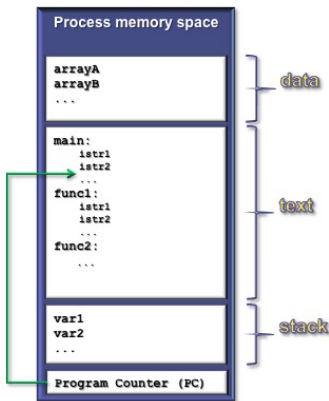 Process memory space
arrayA
arrayB
...
data
main:
istr1
istr2
...
func1:
istr1
istr2
...
func2:
...
text
var1
var2
...
stack
Program Counter (PC)